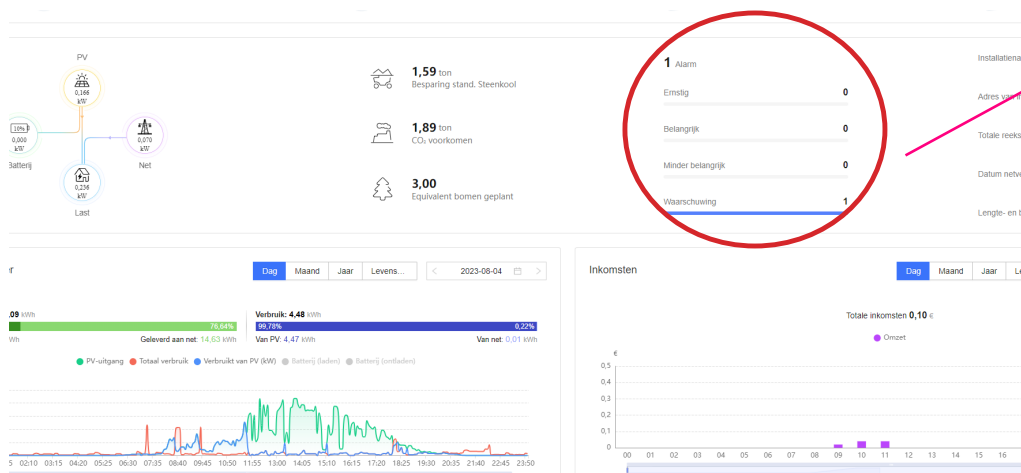 PV
0,166
kW
10%
0,000
kW
Batterij
0,070
kW
Net
0,236
kW
Last
1,59 ton
Besparing stand. Steenkool
1,89 ton
CO₂ voorkomen
3,00
Equivalent bomen geplant
1 Alarm
Ernstig 0
Belangrijk 0
Minder belangrijk 0
Waarschuwing 1
Installatiena
Adres van in
Totale reeks
Datum netve
Lengte- en b
Dag Maand Jaar Levens...
< 2023-08-04 >
.09 kWh
76,64%
Wh Geleverd aan net: 14,63 kWh
Verbruik: 4,48 kWh
99,78% 0,22%
Van PV: 4,47 kWh Van net: 0,01 kWh
PV-uitgang Totaal verbruik Verbruikt van PV (kW) Batterij (laden) Batterij (ontladen)
5 02:10 03:15 04:20 05:25 06:30 07:35 08:40 09:45 10:50 11:55 13:00 14:05 15:10 16:15 17:20 18:25 19:30 20:35 21:40 22:45 23:50
Inkomsten
Dag Maand Jaar Le
Totale inkomsten 0,10 €
Omzet
€
0,5
0,4
0,3
0,2
0,1
0
00 01 02 03 04 05 06 07 08 09 10 11 12 13 14 15 16